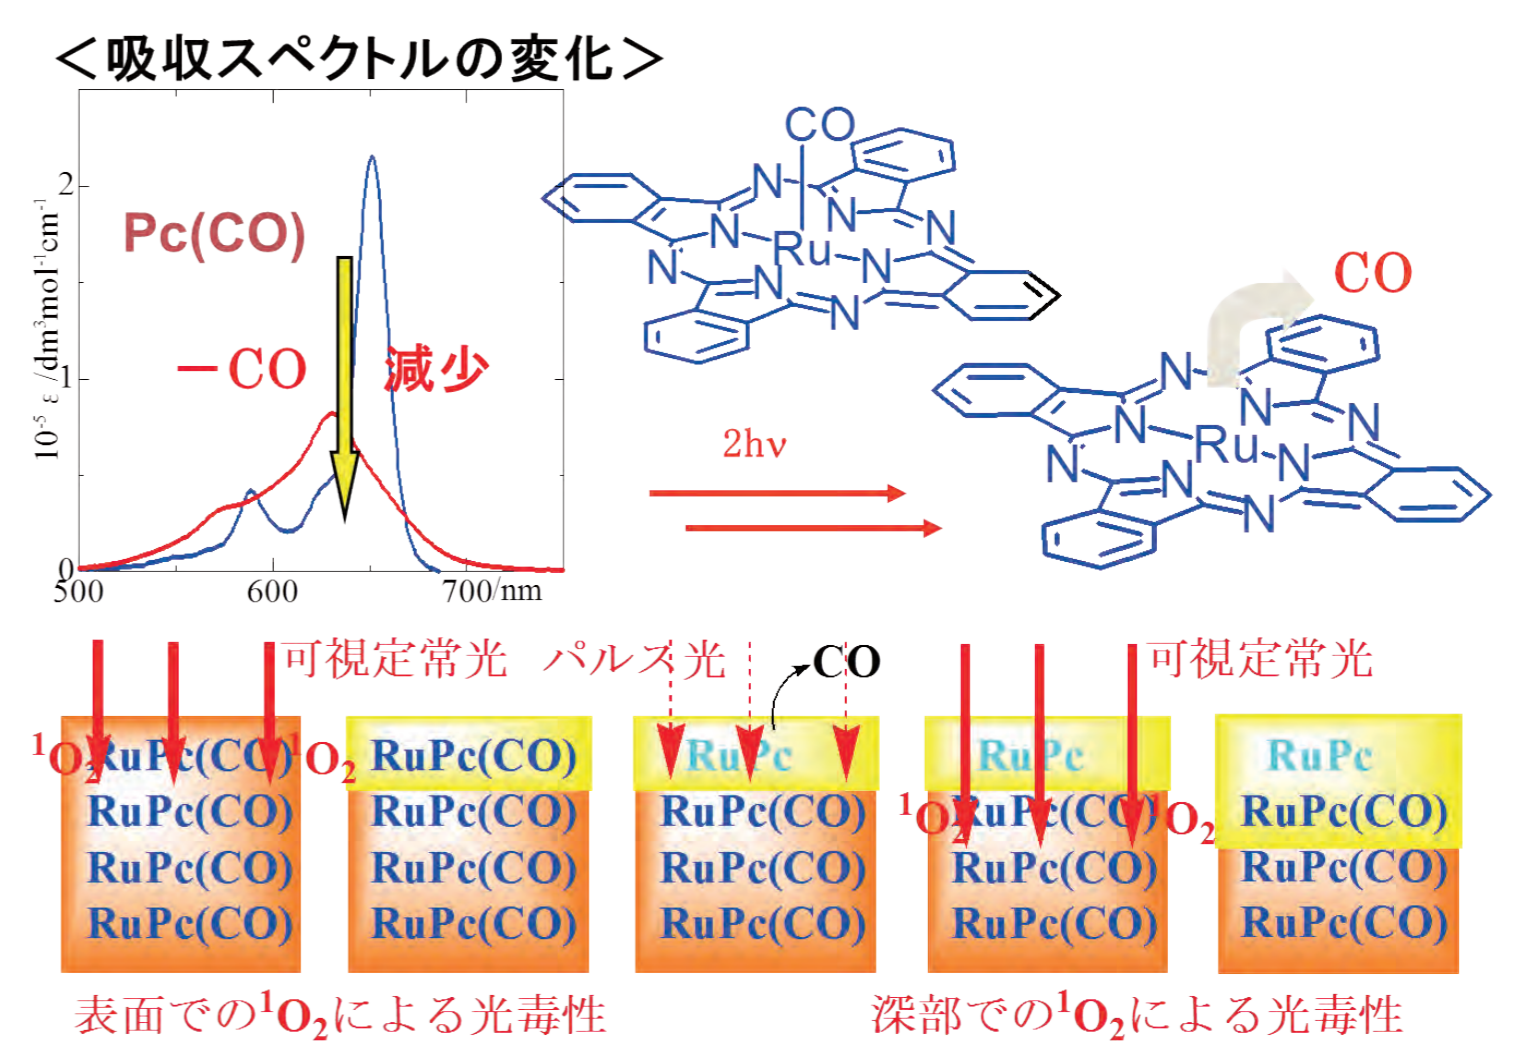 ＜吸収スペクトルの変化＞
2
1
0
10⁻⁵ ε /dm³mol⁻¹cm⁻¹
Pc(CO)
－CO
減少
500 600 700/nm
CO
N
N
N
N
Ru
N
N
N
N
2hν
CO
N
N
N
N
Ru
N
N
N
N
可視定常光 パルス光 CO 可視定常光
¹O₂ RuPc(CO) ¹O₂ RuPc(CO) RuPc RuPc RuPc
RuPc(CO) RuPc(CO) RuPc(CO) ¹O₂ RuPc(CO) ¹O₂ RuPc(CO)
RuPc(CO) RuPc(CO) RuPc(CO) RuPc(CO) RuPc(CO)
RuPc(CO) RuPc(CO) RuPc(CO) RuPc(CO) RuPc(CO)
表面での¹O₂による光毒性 深部での¹O₂による光毒性